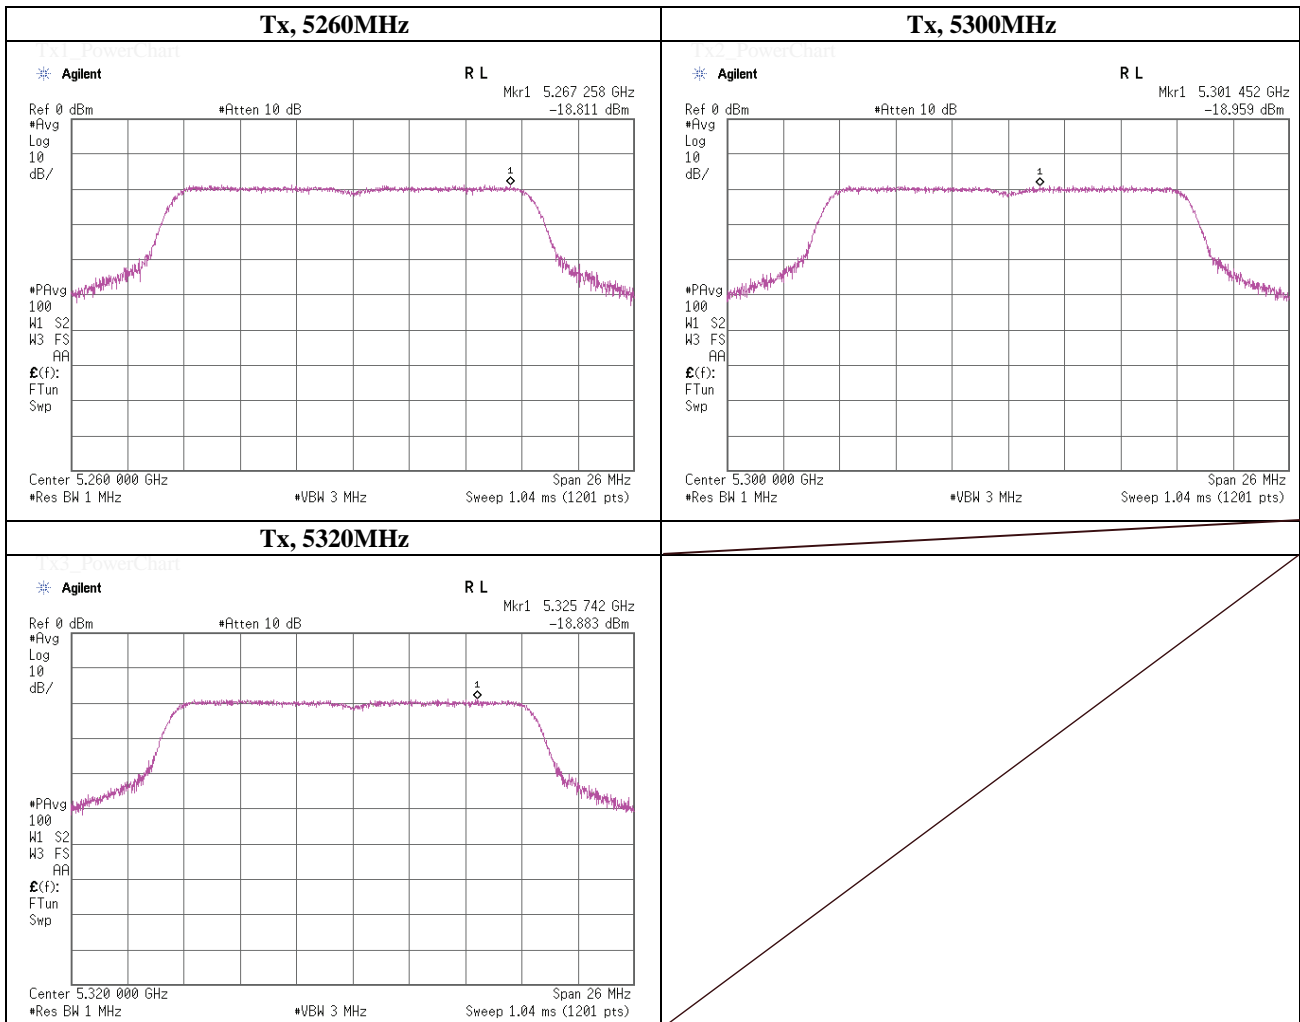 Tx, 5260MHz
Tx1_PowerChart
Agilent
R L
Mkr1 5.267 258 GHz
Ref 0 dBm #Atten 10 dB -18.811 dBm
#Avg
Log
10
dB/
1
#PAvg
100
W1 S2
W3 FS
AA
£(f):
FTun
Swp
Center 5.260 000 GHz Span 26 MHz
#Res BW 1 MHz #VBW 3 MHz Sweep 1.04 ms (1201 pts)
Tx, 5300MHz
Tx2_PowerChart
Agilent
R L
Mkr1 5.301 452 GHz
Ref 0 dBm #Atten 10 dB -18.959 dBm
#Avg
Log
10
dB/
1
#PAvg
100
W1 S2
W3 FS
AA
£(f):
FTun
Swp
Center 5.300 000 GHz Span 26 MHz
#Res BW 1 MHz #VBW 3 MHz Sweep 1.04 ms (1201 pts)
Tx, 5320MHz
Tx3_PowerChart
Agilent
R L
Mkr1 5.325 742 GHz
Ref 0 dBm #Atten 10 dB -18.883 dBm
#Avg
Log
10
dB/
1
#PAvg
100
W1 S2
W3 FS
AA
£(f):
FTun
Swp
Center 5.320 000 GHz Span 26 MHz
#Res BW 1 MHz #VBW 3 MHz Sweep 1.04 ms (1201 pts)